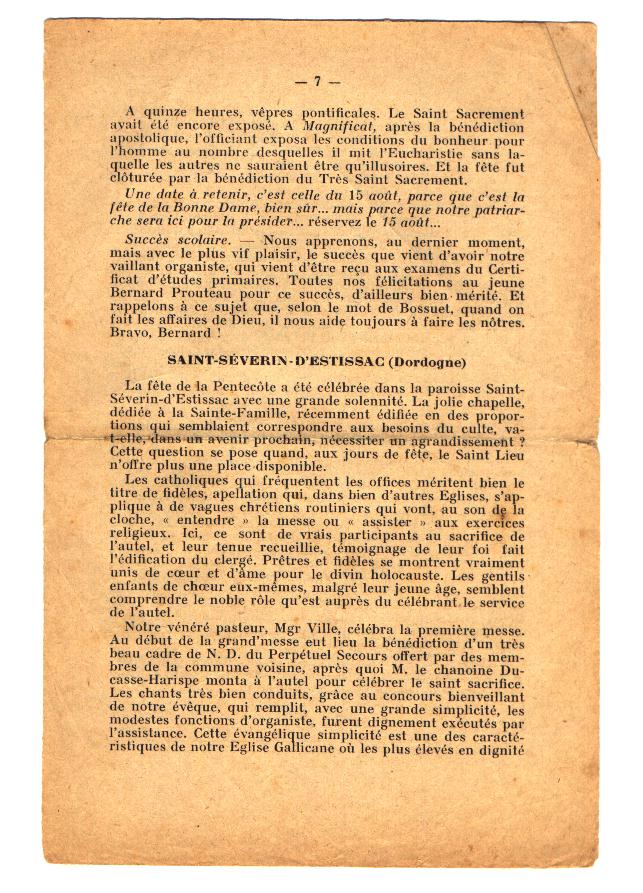 — 7 —
A quinze heures, vêpres pontificales. Le Saint Sacrement
avait été encore exposé. A Magnificat, après la bénédiction
apostolique, l'officiant exposa les conditions du bonheur pour
l'homme au nombre desquelles il mit l'Eucharistie sans la-
quelle les autres ne sauraient être qu'illusoires. Et la fête fut
clôturée par la bénédiction du Très Saint Sacrement.
Une date à retenir, c'est celle du 15 août, parce que c'est la
fête de la Bonne Dame, bien sûr... mais parce que notre patriar-
che sera ici pour la présider... réservez le 15 août...
Succès scolaire. — Nous apprenons, au dernier moment,
mais avec le plus vif plaisir, le succès que vient d'avoir notre
vaillant organiste, qui vient d'être reçu aux examens du Certi-
ficat d'études primaires. Toutes nos félicitations au jeune
Bernard Prouteau pour ce succès, d'ailleurs bien mérité. Et
rappelons à ce sujet que, selon le mot de Bossuet, quand on
fait les affaires de Dieu, il nous aide toujours à faire les nôtres.
Bravo, Bernard !
SAINT-SÉVERIN-D'ESTISSAC (Dordogne)
La fête de la Pentecôte a été célébrée dans la paroisse Saint-
Séverin-d'Estissac avec une grande solennité. La jolie chapelle,
dédiée à la Sainte-Famille, récemment édifiée en des propor-
tions qui semblaient correspondre aux besoins du culte, va-
t-elle, dans un avenir prochain, nécessiter un agrandissement ?
Cette question se pose quand, aux jours de fête, le Saint Lieu
n'offre plus une place disponible.
Les catholiques qui fréquentent les offices méritent bien le
titre de fidèles, apellation qui, dans bien d'autres Eglises, s'ap-
plique à de vagues chrétiens routiniers qui vont, au son de la
cloche, « entendre » la messe ou « assister » aux exercices
religieux. Ici, ce sont de vrais participants au sacrifice de
l'autel, et leur tenue recueillie, témoignage de leur foi fait
l'édification du clergé. Prêtres et fidèles se montrent vraiment
unis de cœur et d'âme pour le divin holocauste. Les gentils
enfants de chœur eux-mêmes, malgré leur jeune âge, semblent
comprendre le noble rôle qu'est auprès du célébrant le service
de l'autel.
Notre vénéré pasteur, Mgr Ville, célébra la première messe.
Au début de la grand'messe eut lieu la bénédiction d'un très
beau cadre de N. D. du Perpétuel Secours offert par des mem-
bres de la commune voisine, après quoi M. le chanoine Du-
casse-Harispe monta à l'autel pour célébrer le saint sacrifice.
Les chants très bien conduits, grâce au concours bienveillant
de notre évêque, qui remplit, avec une grande simplicité, les
modestes fonctions d'organiste, furent dignement exécutés par
l'assistance. Cette évangélique simplicité est une des caracté-
ristiques de notre Eglise Gallicane où les plus élevés en dignité